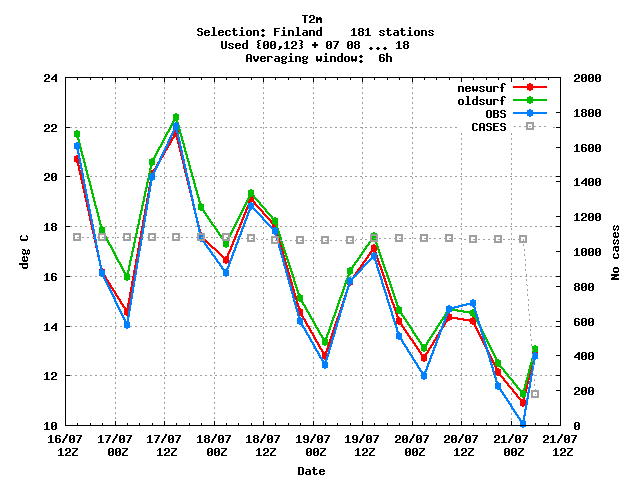 T2m
Selection: Finland    181 stations
Used {00,12} + 07 08 ... 18
Averaging window:  6h
24
22
20
18
16
14
12
10
deg C
2000
1800
1600
1400
1200
1000
800
600
400
200
0
No cases
newsurf
oldsurf
OBS
CASES
16/07 17/07 17/07 18/07 18/07 19/07 19/07 20/07 20/07 21/07 21/07
12Z 00Z 12Z 00Z 12Z 00Z 12Z 00Z 12Z 00Z 12Z
Date